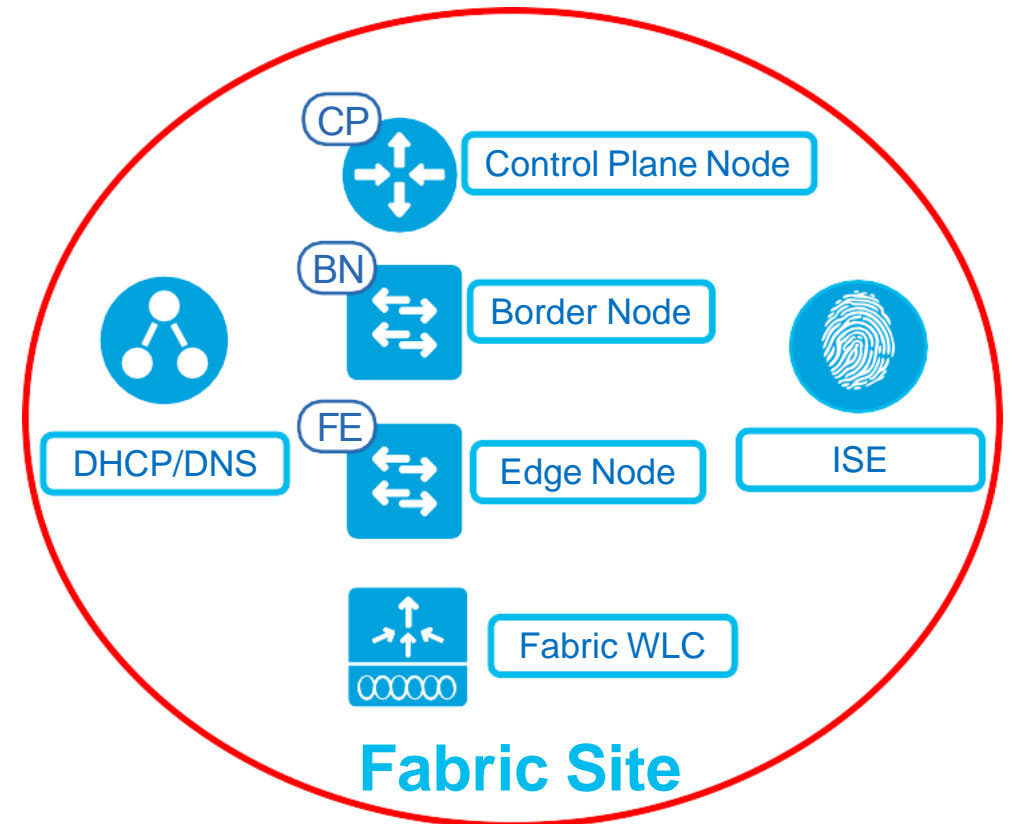 CP
Control Plane Node
BN
Border Node
FE
DHCP/DNS
Edge Node
ISE
Fabric WLC
Fabric Site